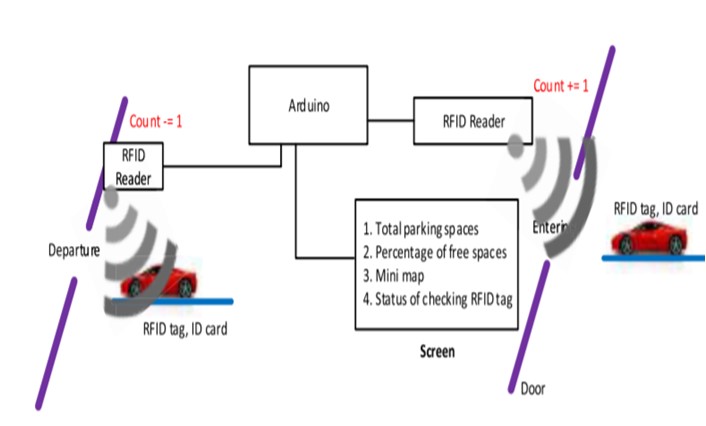 Count += 1
Arduino
Count -= 1
RFID Reader
RFID
Reader
RFID tag, ID card
1. Total parking spaces
2. Percentage of free spaces
3. Mini map
4. Status of checking RFID tag
Departure
RFID tag, ID card
Screen
Door